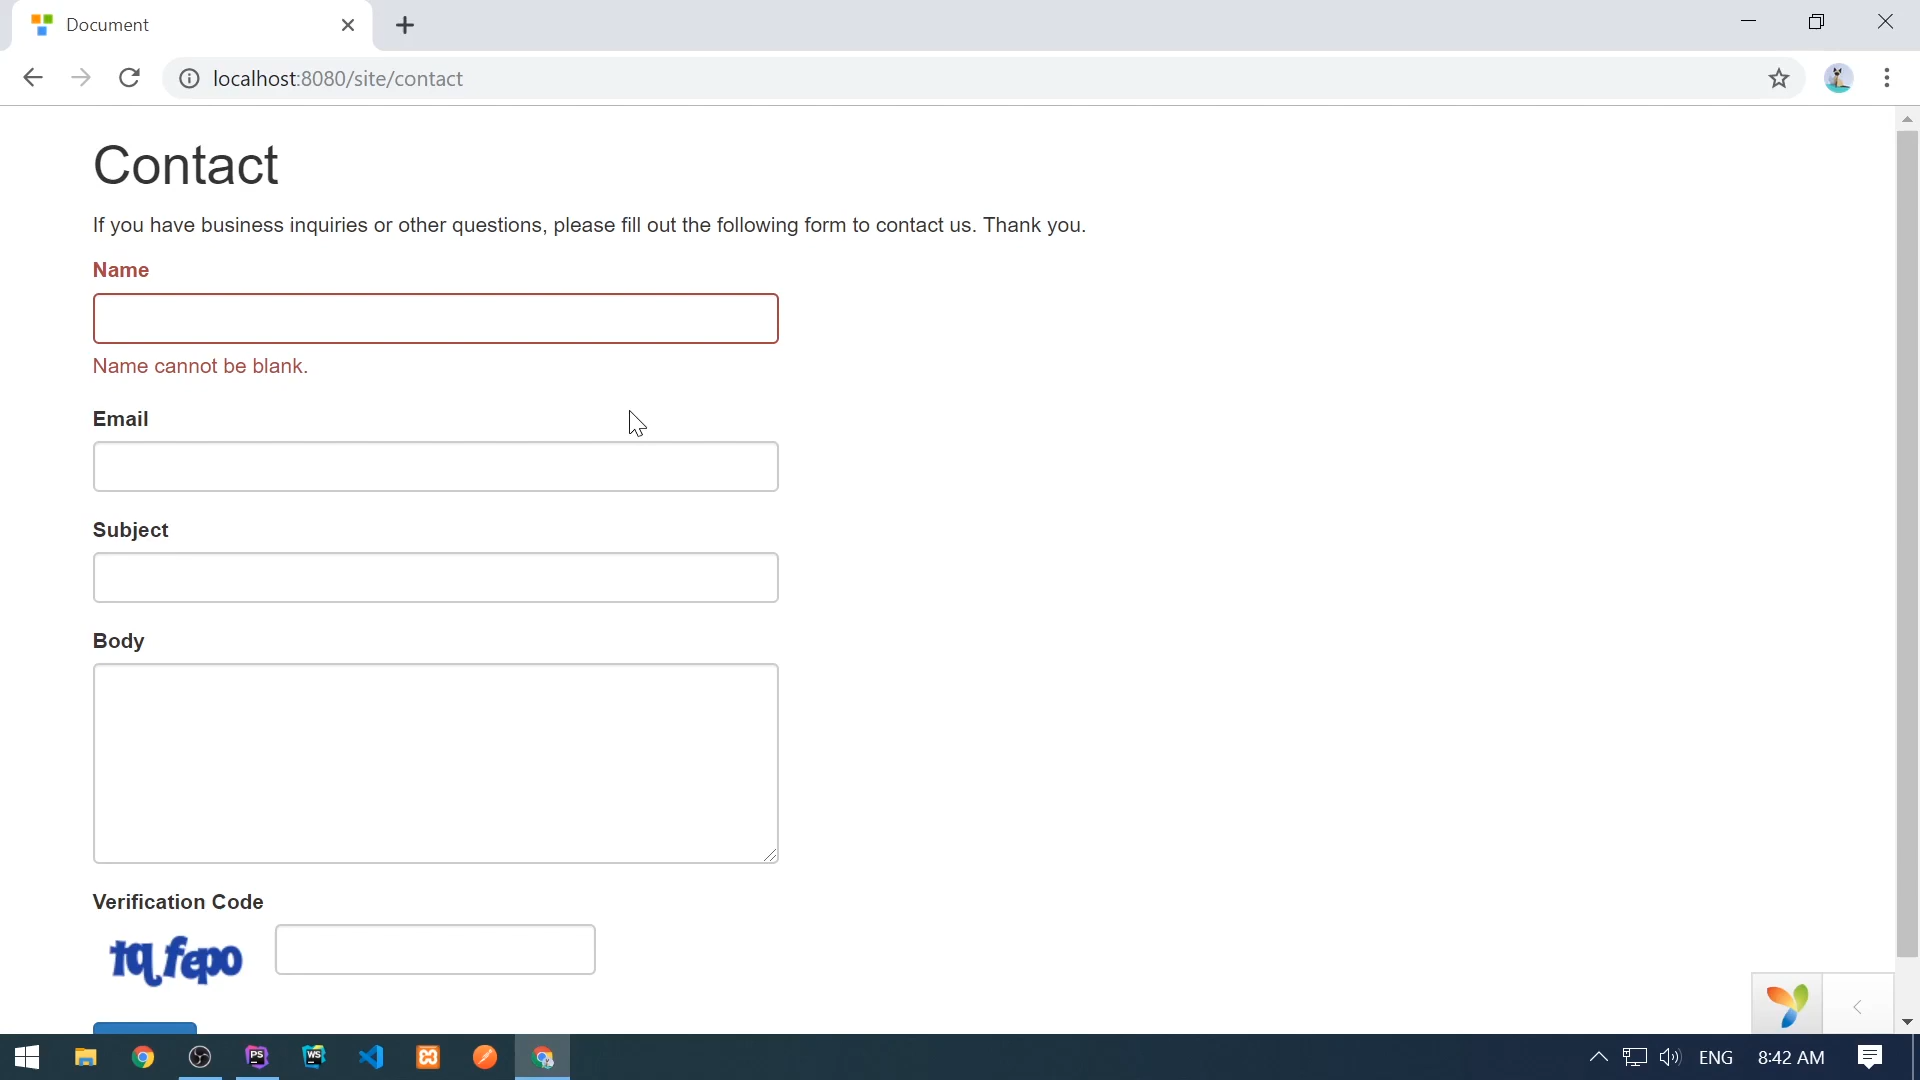 Document
localhost:8080/site/contact
Contact
If you have business inquiries or other questions, please fill out the following form to contact us. Thank you.
Name
Name cannot be blank.
Email
Subject
Body
Verification Code
tqfepo
PS
WS
ENG
8:42 AM